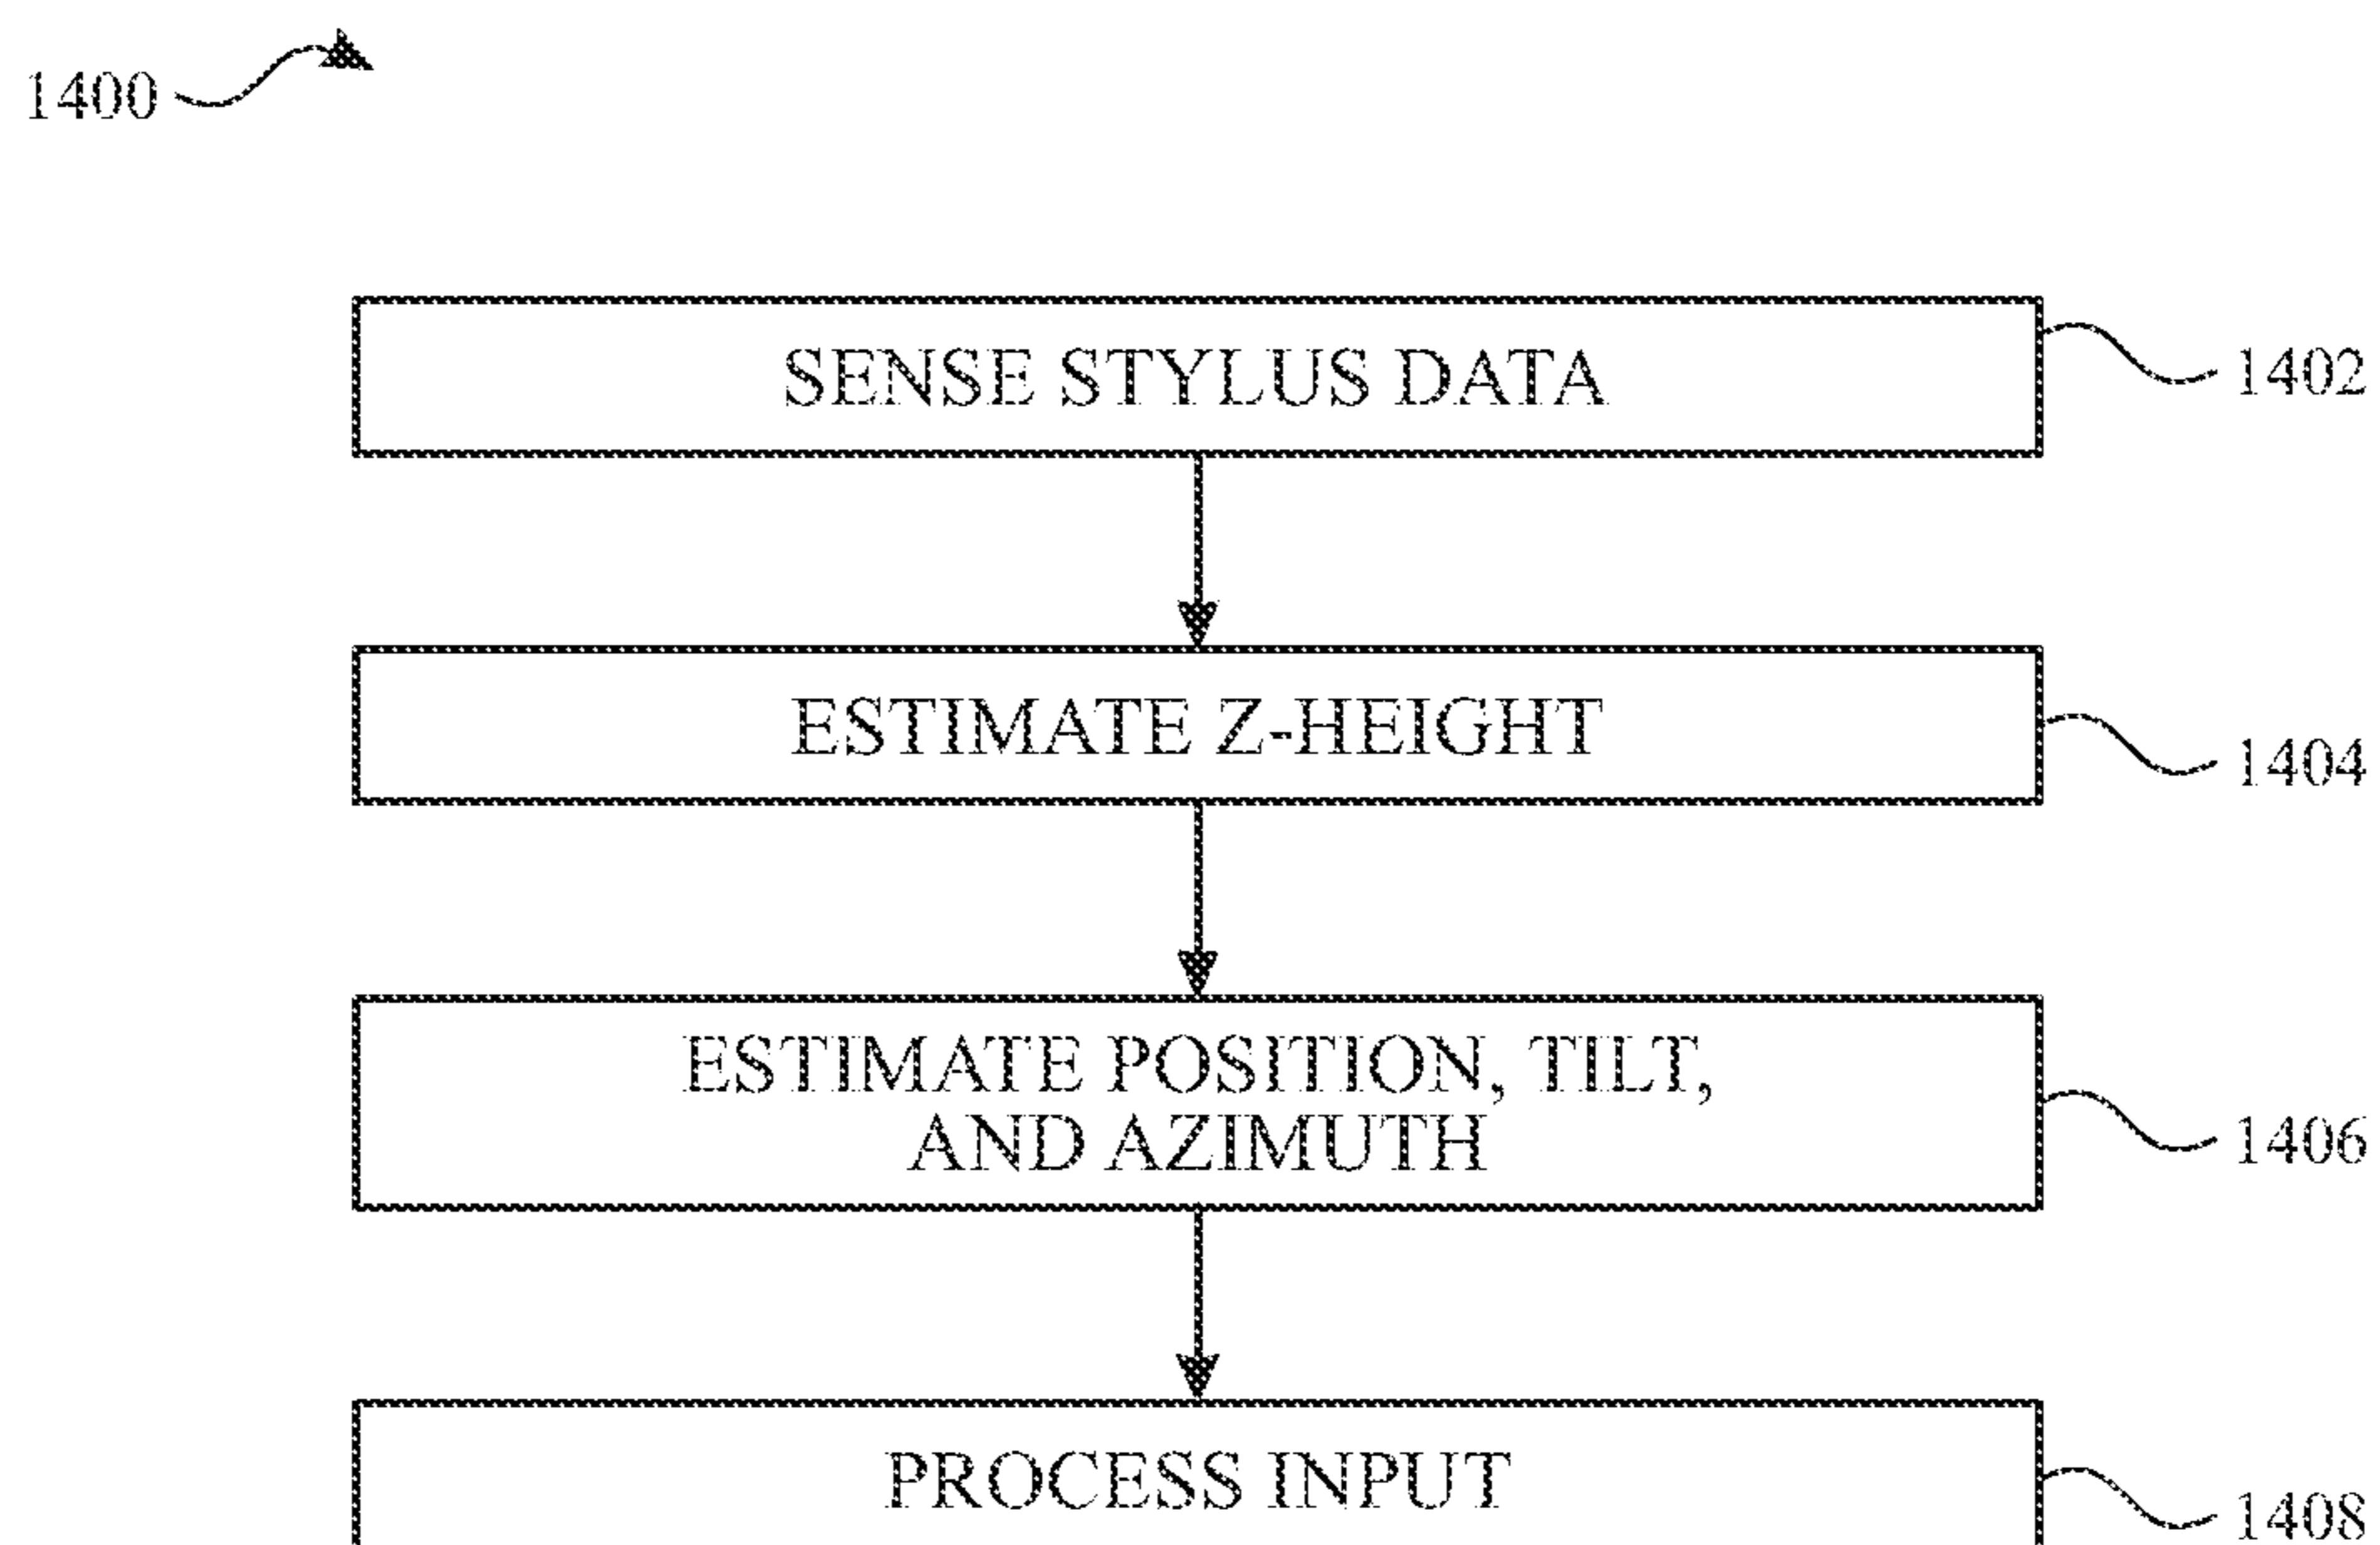 1400
SENSE STYLUS DATA
1402
ESTIMATE Z-HEIGHT
1404
ESTIMATE POSITION, TILT,
AND AZIMUTH
1406
PROCESS INPUT
1408